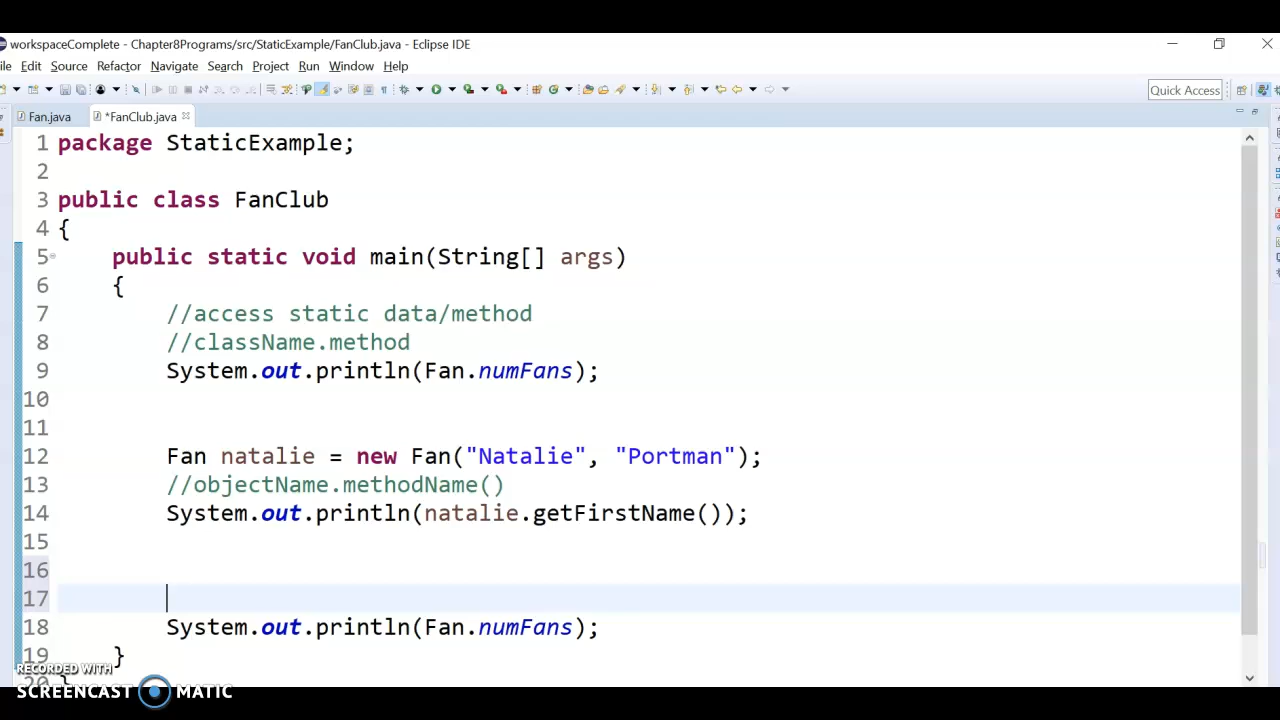 workspaceComplete - Chapter8Programs/src/StaticExample/FanClub.java - Eclipse IDE
ile Edit Source Refactor Navigate Search Project Run Window Help
Quick Access
Fan.java *FanClub.java
1 package StaticExample;
2
3 public class FanClub
4 {
5 public static void main(String[] args)
6 {
7 //access static data/method
8 //className.method
9 System.out.println(Fan.numFans);
10
11
12 Fan natalie = new Fan("Natalie", "Portman");
13 //objectName.methodName()
14 System.out.println(natalie.getFirstName());
15
16
17
18 System.out.println(Fan.numFans);
19 }
RECORDED WITH
20 }
SCREENCAST MATIC